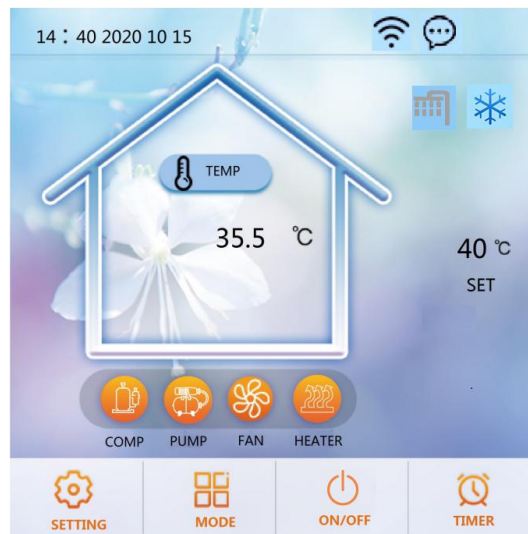 14：40 2020 10 15
TEMP
35.5 ℃
40 ℃
SET
COMP PUMP FAN HEATER
SETTING MODE ON/OFF TIMER